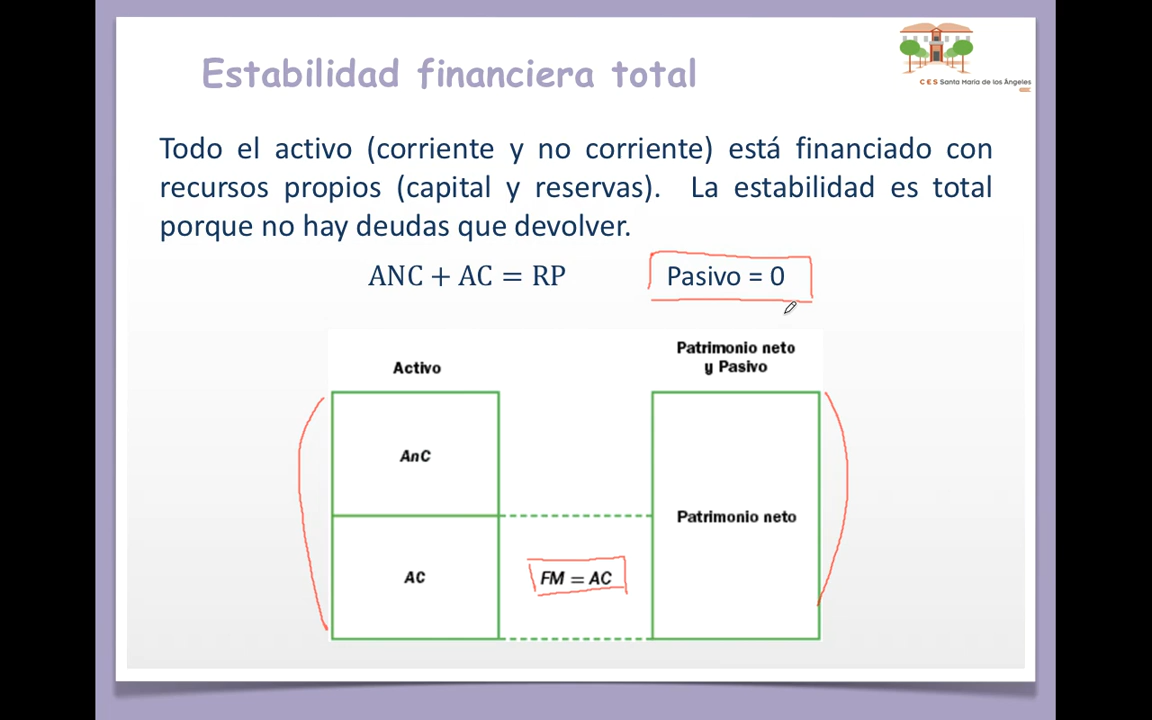 Estabilidad financiera total
C E S Santa María de los Ángeles
Todo el activo (corriente y no corriente) está financiado con
recursos propios (capital y reservas). La estabilidad es total
porque no hay deudas que devolver.
ANC + AC = RP
Pasivo = 0
Activo
Patrimonio neto
y Pasivo
AnC
Patrimonio neto
AC
FM = AC